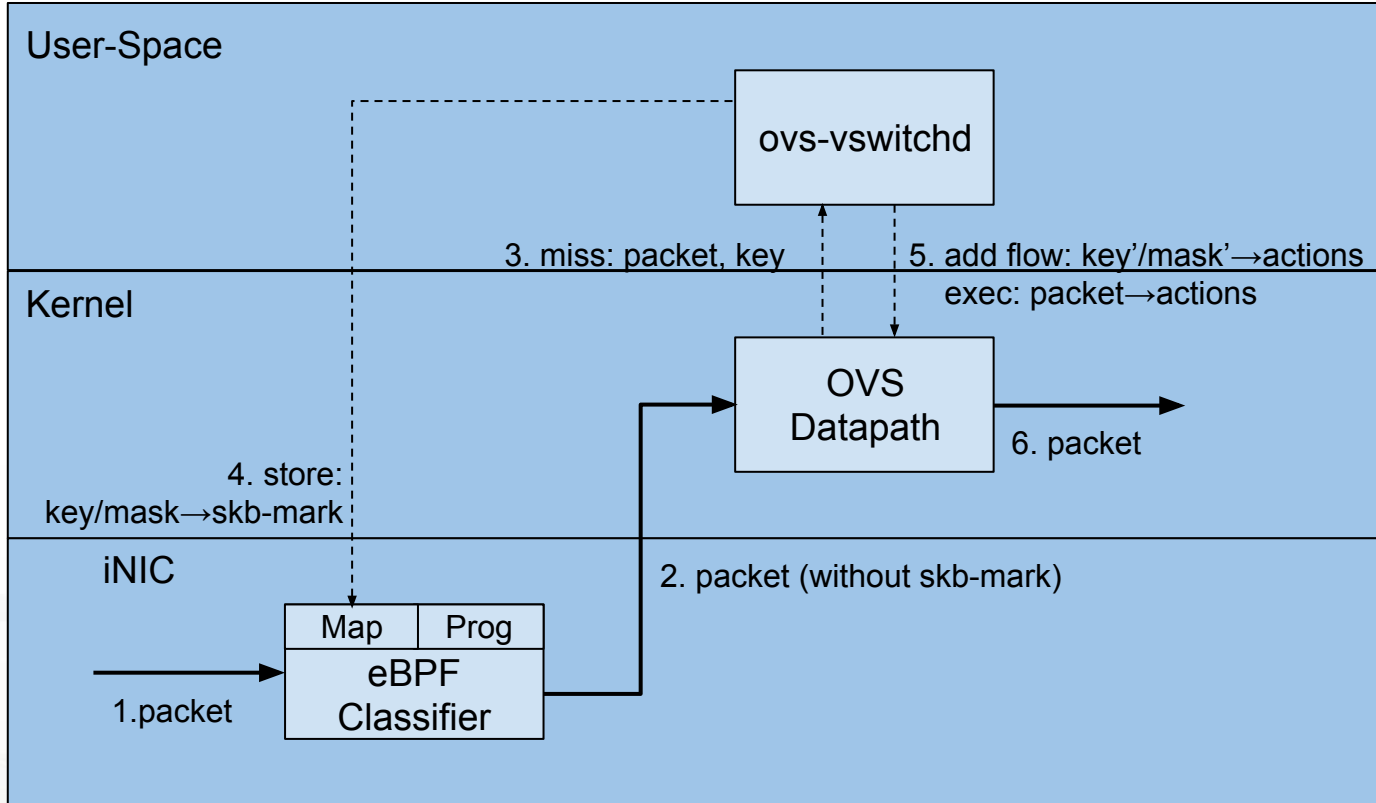 User-Space
ovs-vswitchd
3. miss: packet, key
5. add flow: key’/mask’→actions
exec: packet→actions
Kernel
OVS
Datapath
6. packet
4. store:
key/mask→skb-mark
iNIC
2. packet (without skb-mark)
Map
Prog
eBPF
Classifier
1.packet